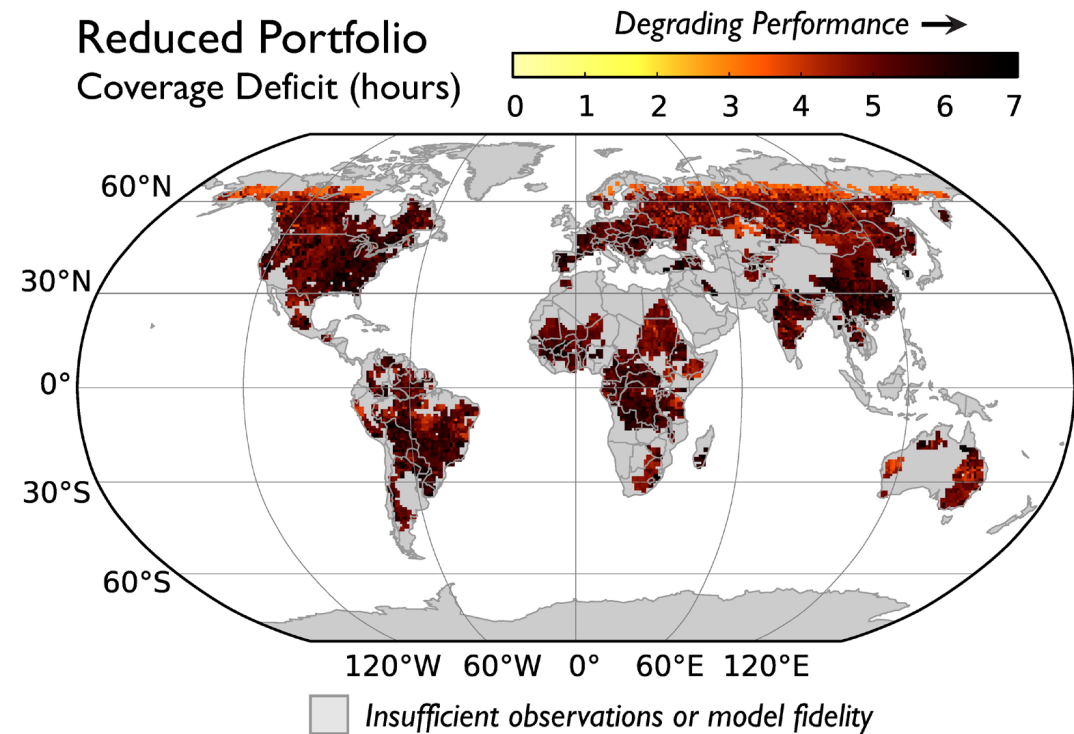 Reduced Portfolio
Coverage Deficit (hours)
Degrading Performance
0 1 2 3 4 5 6 7
60°N
30°N
0°
30°S
60°S
120°W 60°W 0° 60°E 120°E
Insufficient observations or model fidelity